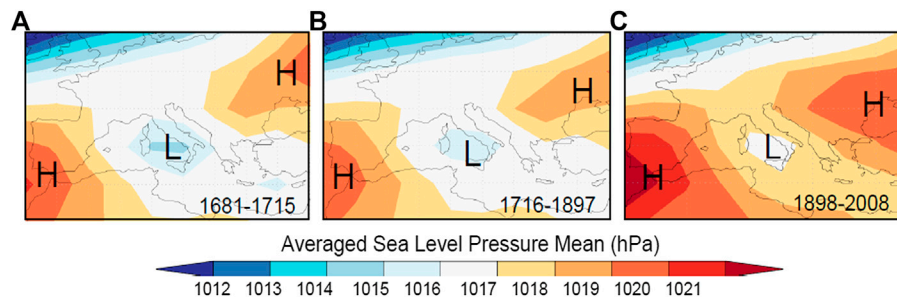 A B C
H H H
H L H L H L
1681-1715 1716-1897 1898-2008
Averaged Sea Level Pressure Mean (hPa)
1012 1013 1014 1015 1016 1017 1018 1019 1020 1021